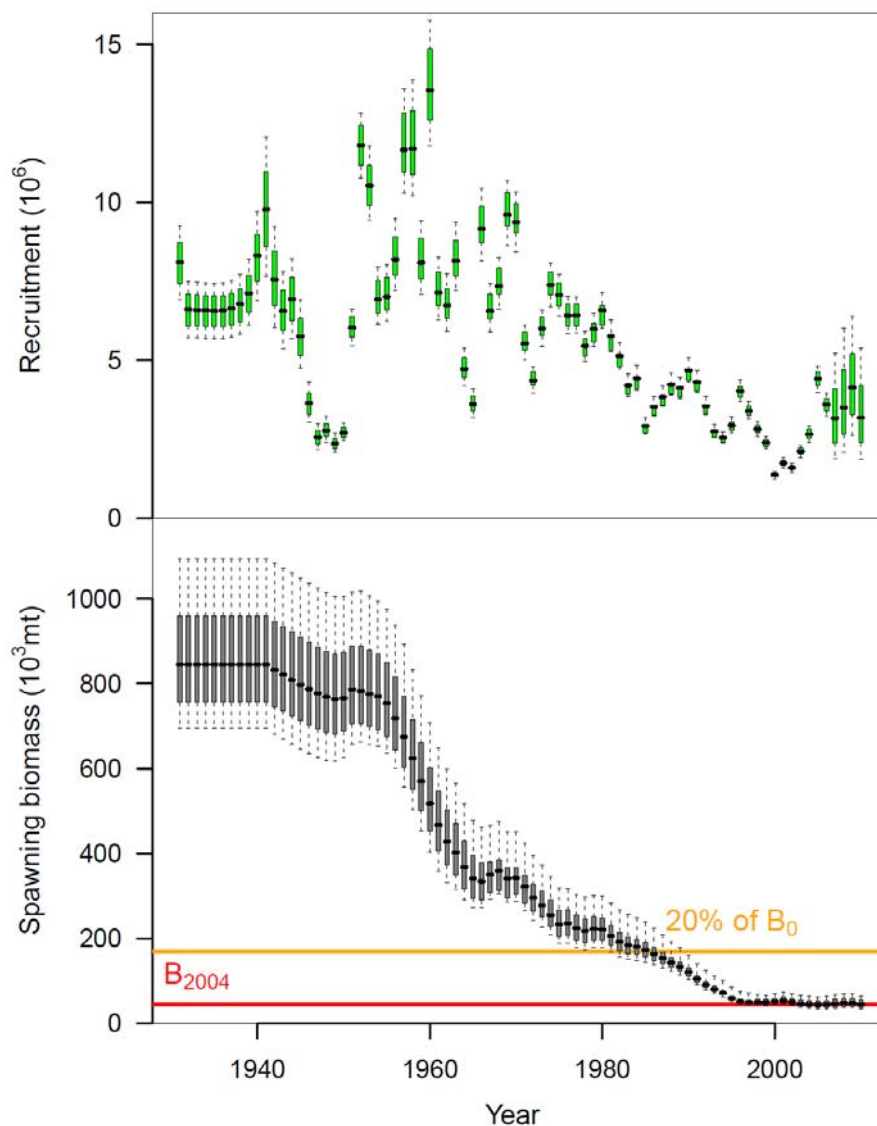 15
10
5
0
Recruitment (10⁶)
1000
800
600
400
200
0
Spawning biomass (10³mt)
20% of B₀
B₂₀₀₄
1940 1960 1980 2000
Year